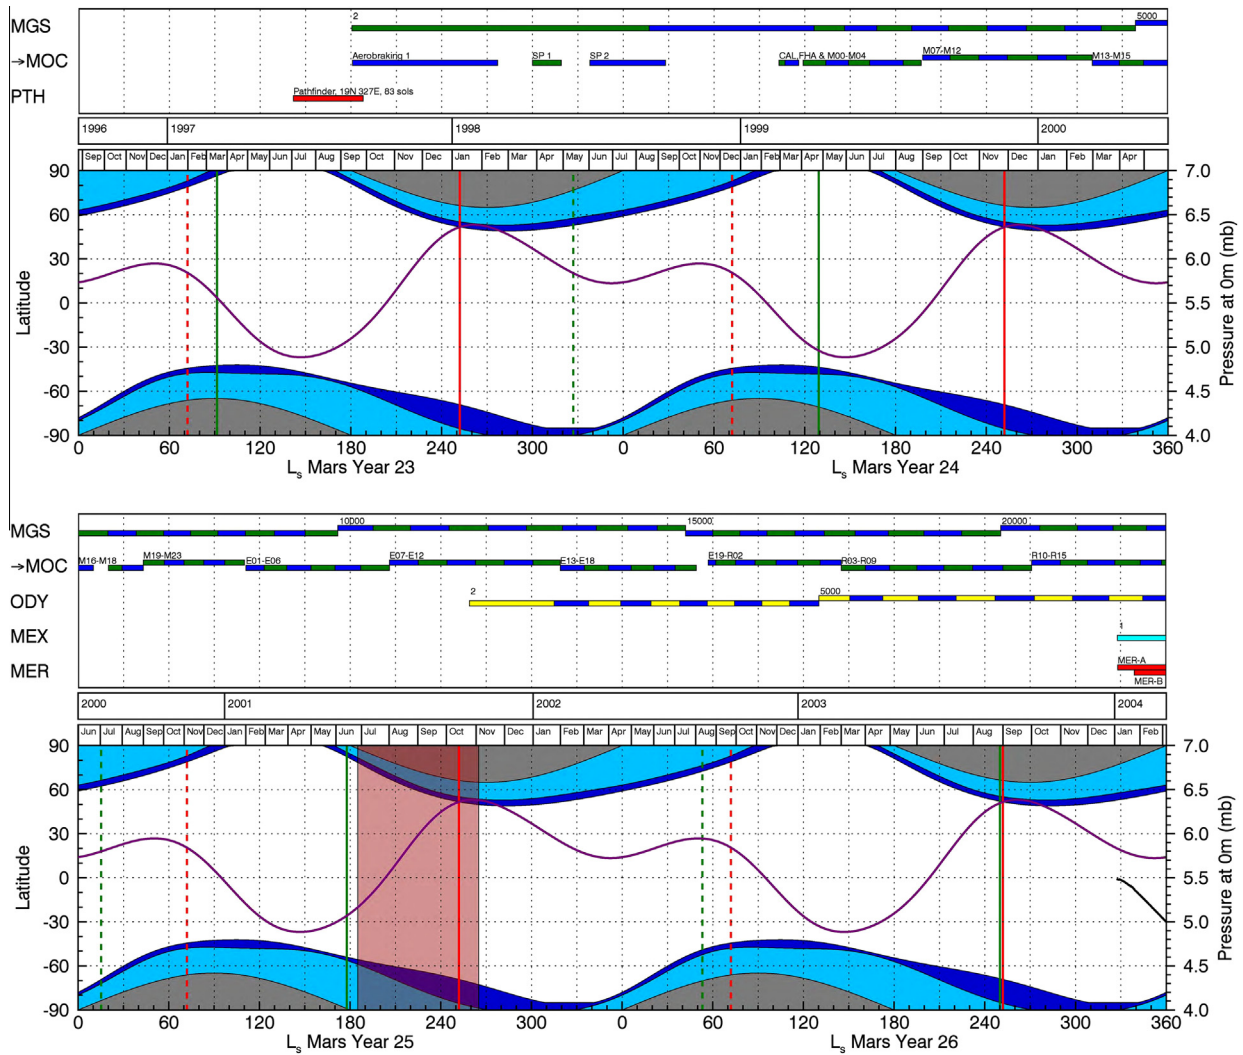 MGS 2 5000
→MOC Aerobraking 1 SP 1 SP 2 CAL,FHA & M00-M04 M07-M12 M13-M15
PTH Pathfinder, 19N 327E, 83 sols
1996 1997 1998 1999 2000
Sep Oct Nov Dec Jan Feb Mar Apr May Jun Jul Aug Sep Oct Nov Dec Jan Feb Mar Apr May Jun Jul Aug Sep Oct Nov Dec Jan Feb Mar Apr May Jun Jul Aug Sep Oct Nov Dec Jan Feb Mar Apr
90 7.0
60 6.5
30 6.0
0 5.5
-30 5.0
-60 4.5
-90 4.0
Latitude
Pressure at 0m (mb)
0 60 120 180 240 300 0 60 120 180 240 300 360
Ls Mars Year 23 Ls Mars Year 24
MGS 10000 15000 20000
→MOC M16-M18 M19-M23 E01-E06 E07-E12 E13-E18 E19-R02 R03-R09 R10-R15
ODY 2 5000
MEX 1
MER MER-A
MER-B
2000 2001 2002 2003 2004
Jun Jul Aug Sep Oct Nov Dec Jan Feb Mar Apr May Jun Jul Aug Sep Oct Nov Dec Jan Feb Mar Apr May Jun Jul Aug Sep Oct Nov Dec Jan Feb Mar Apr May Jun Jul Aug Sep Oct Nov Dec Jan Feb
90 7.0
60 6.5
30 6.0
0 5.5
-30 5.0
-60 4.5
-90 4.0
Latitude
Pressure at 0m (mb)
0 60 120 180 240 300 0 60 120 180 240 300 360
Ls Mars Year 25 Ls Mars Year 26